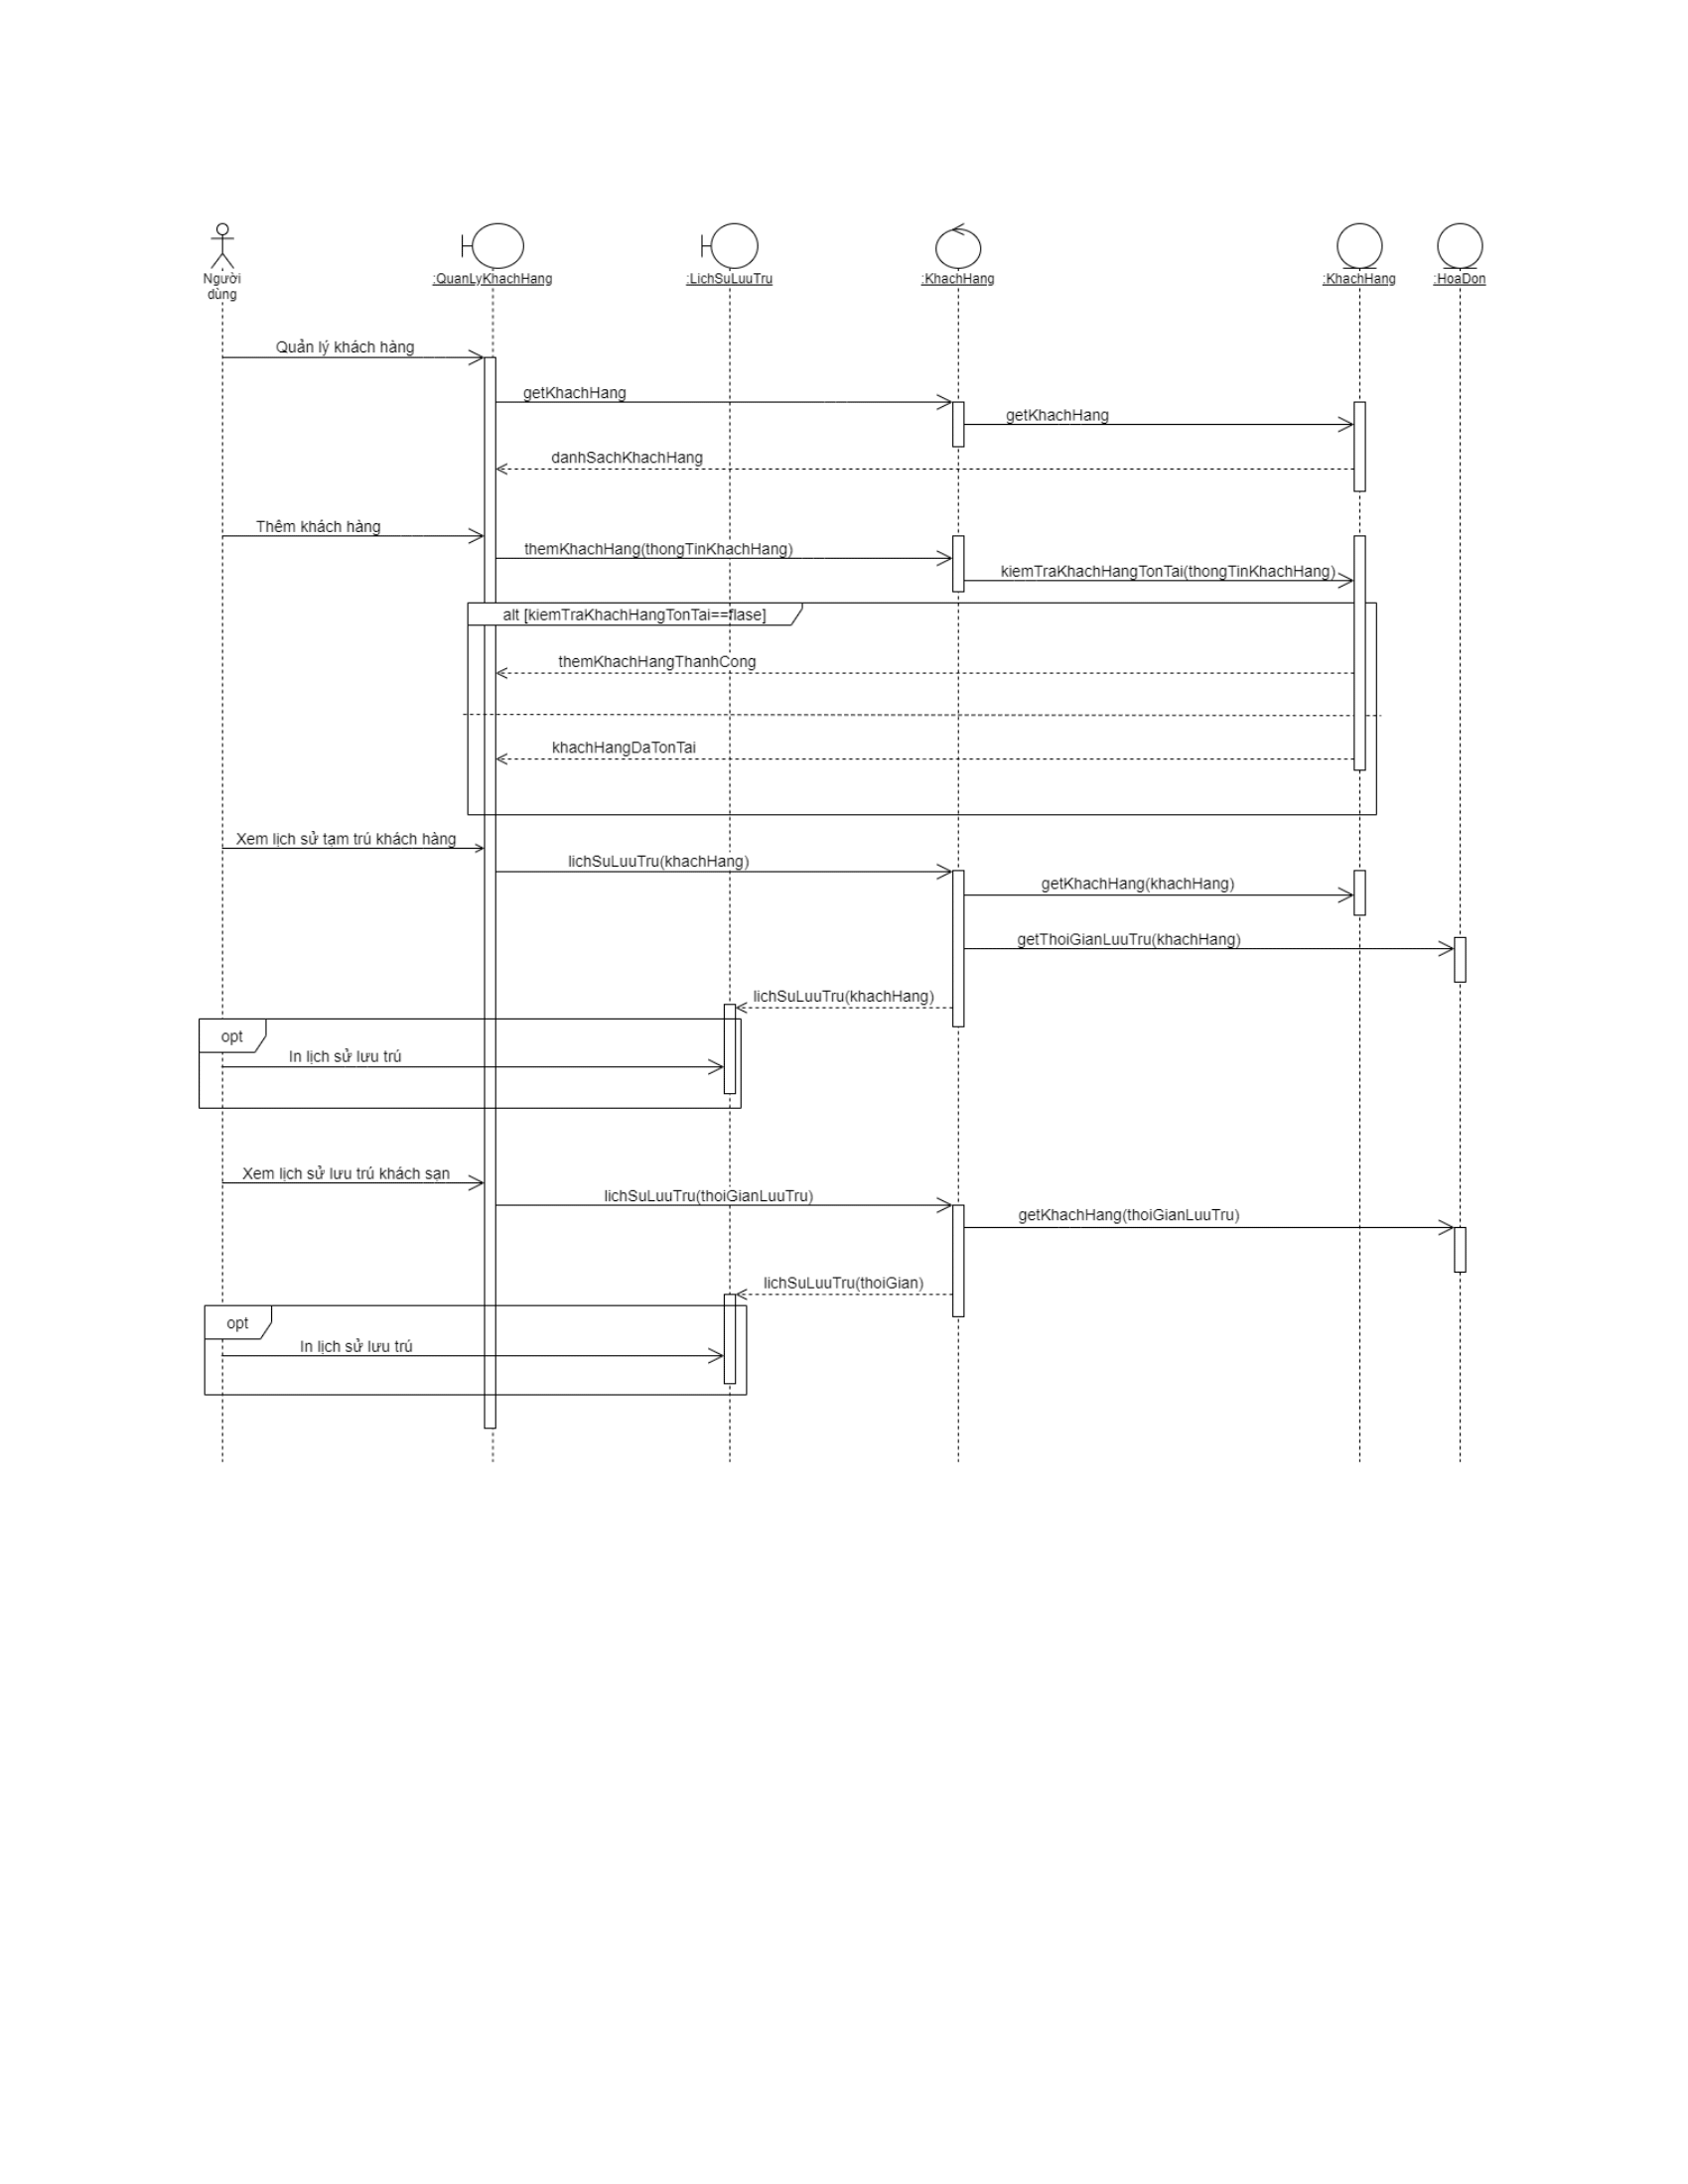 Người
dùng
:QuanLyKhachHang
:LichSuLuuTru
:KhachHang
:KhachHang
:HoaDon
Quản lý khách hàng
getKhachHang
getKhachHang
danhSachKhachHang
Thêm khách hàng
themKhachHang(thongTinKhachHang)
kiemTraKhachHangTonTai(thongTinKhachHang)
alt [kiemTraKhachHangTonTai==flase]
themKhachHangThanhCong
khachHangDaTonTai
Xem lịch sử tạm trú khách hàng
lichSuLuuTru(khachHang)
getKhachHang(khachHang)
getThoiGianLuuTru(khachHang)
lichSuLuuTru(khachHang)
opt
In lịch sử lưu trú
Xem lịch sử lưu trú khách sạn
lichSuLuuTru(thoiGianLuuTru)
getKhachHang(thoiGianLuuTru)
lichSuLuuTru(thoiGian)
opt
In lịch sử lưu trú